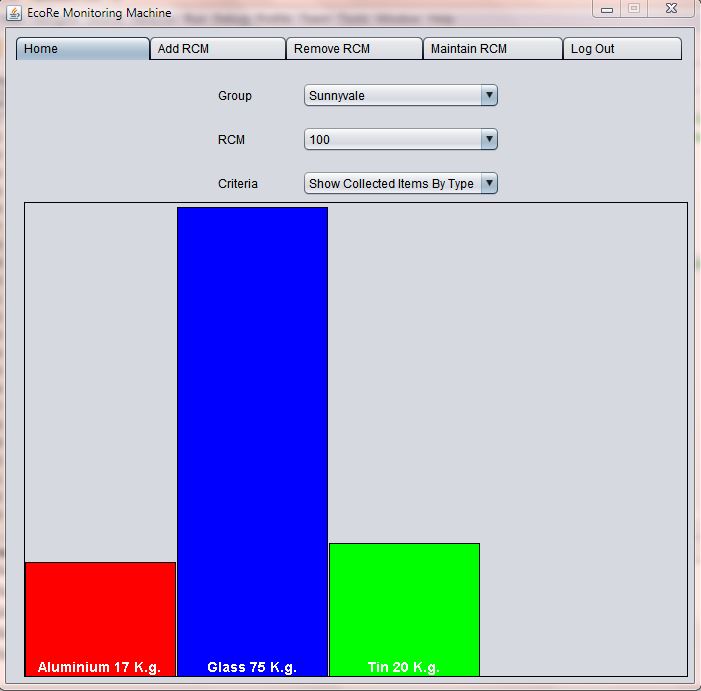 EcoRe Monitoring Machine
Home Add RCM Remove RCM Maintain RCM Log Out
Group Sunnyvale
RCM 100
Criteria Show Collected Items By Type
Aluminium 17 K.g. Glass 75 K.g. Tin 20 K.g.